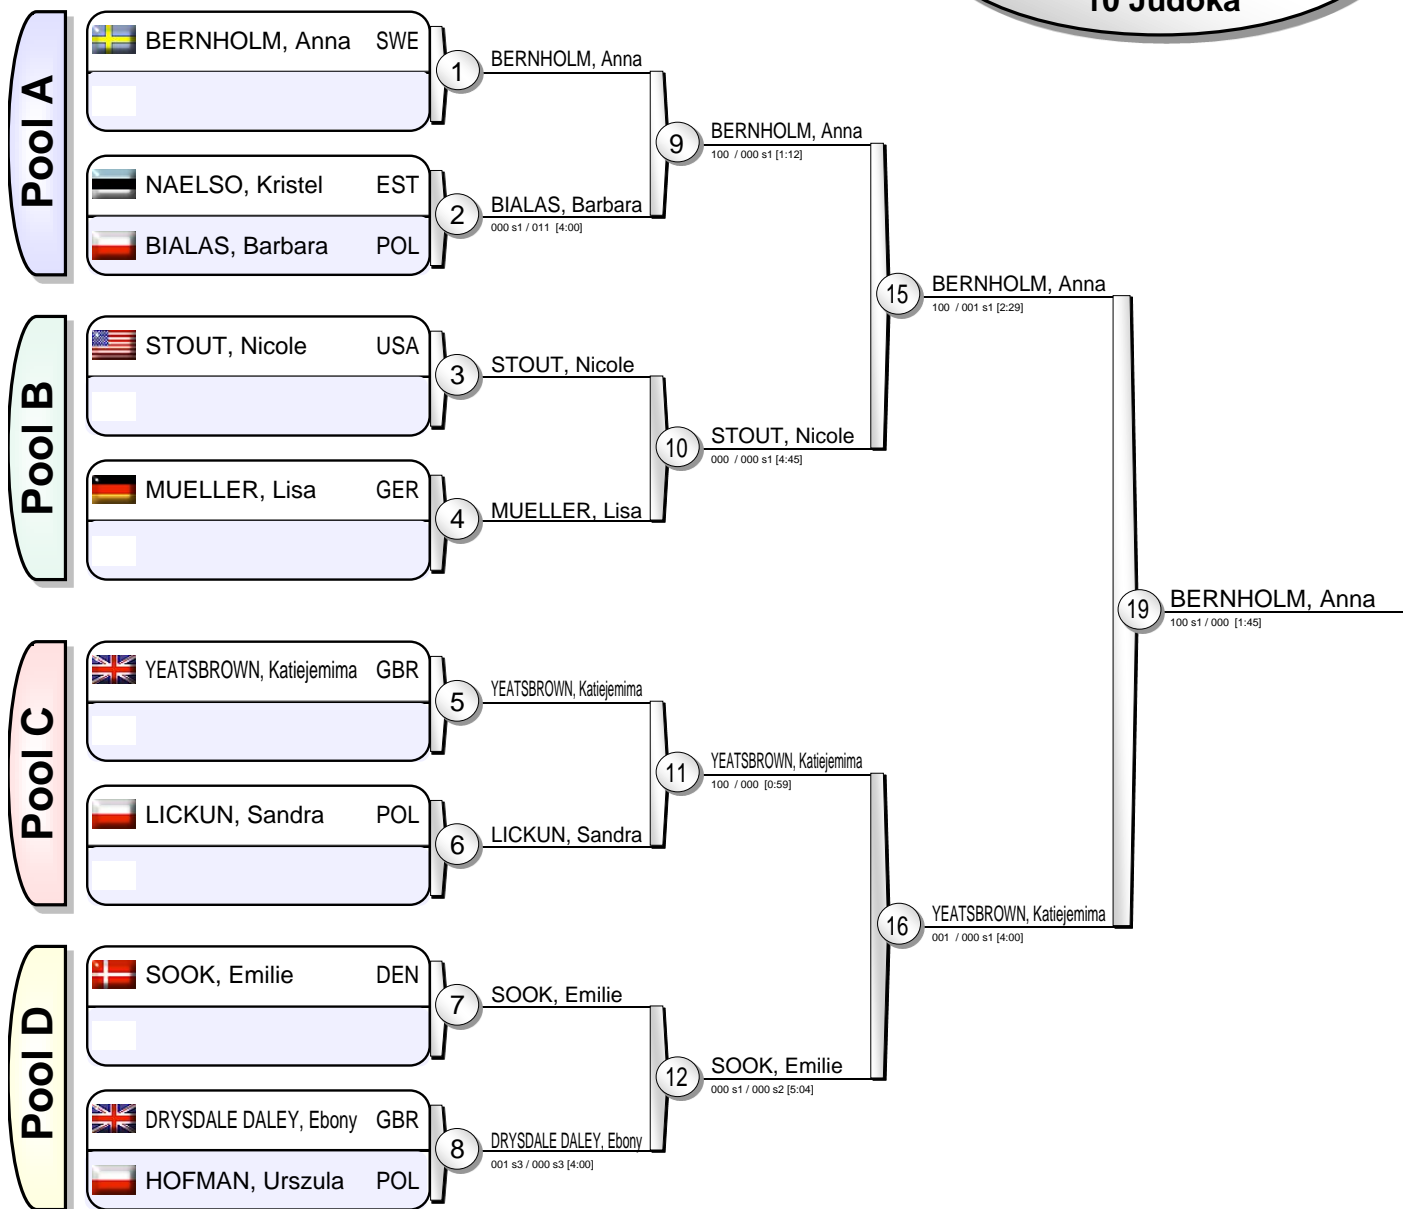 10 Judoka
Pool A
BERNHOLM, Anna SWE
1
BERNHOLM, Anna
NAELSO, Kristel EST
BIALAS, Barbara POL
2
BIALAS, Barbara
000 s1 / 011 [4:00]
9
BERNHOLM, Anna
100 / 000 s1 [1:12]
Pool B
STOUT, Nicole USA
3
STOUT, Nicole
MUELLER, Lisa GER
4
MUELLER, Lisa
10
STOUT, Nicole
000 / 000 s1 [4:45]
15
BERNHOLM, Anna
100 / 001 s1 [2:29]
Pool C
YEATSBROWN, Katiejemima GBR
5
YEATSBROWN, Katiejemima
LICKUN, Sandra POL
6
LICKUN, Sandra
11
YEATSBROWN, Katiejemima
100 / 000 [0:59]
Pool D
SOOK, Emilie DEN
7
SOOK, Emilie
DRYSDALE DALEY, Ebony GBR
HOFMAN, Urszula POL
8
DRYSDALE DALEY, Ebony
001 s3 / 000 s3 [4:00]
12
SOOK, Emilie
000 s1 / 000 s2 [5:04]
16
YEATSBROWN, Katiejemima
001 / 000 s1 [4:00]
19
BERNHOLM, Anna
100 s1 / 000 [1:45]